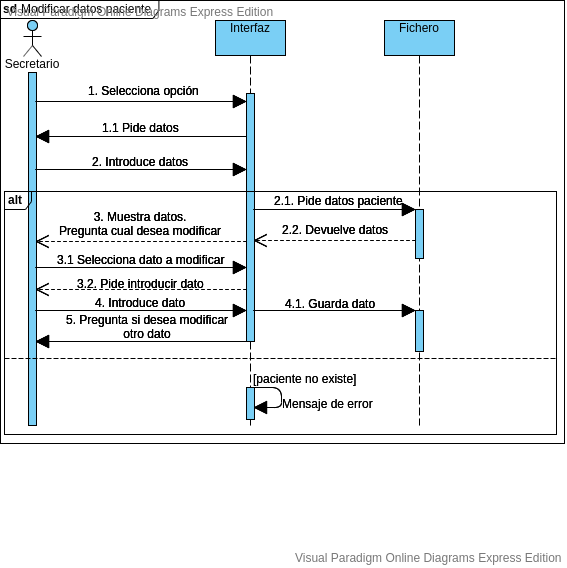 sd Modificar datos paciente
Visual Paradigm Online Diagrams Express Edition
Interfaz
Fichero
Secretario
1. Selecciona opción
1.1 Pide datos
2. Introduce datos
alt
2.1. Pide datos paciente
3. Muestra datos.
Pregunta cual desea modificar
2.2. Devuelve datos
3.1 Selecciona dato a modificar
3.2. Pide introducir dato
4. Introduce dato
4.1. Guarda dato
5. Pregunta si desea modificar
otro dato
[paciente no existe]
Mensaje de error
Visual Paradigm Online Diagrams Express Edition